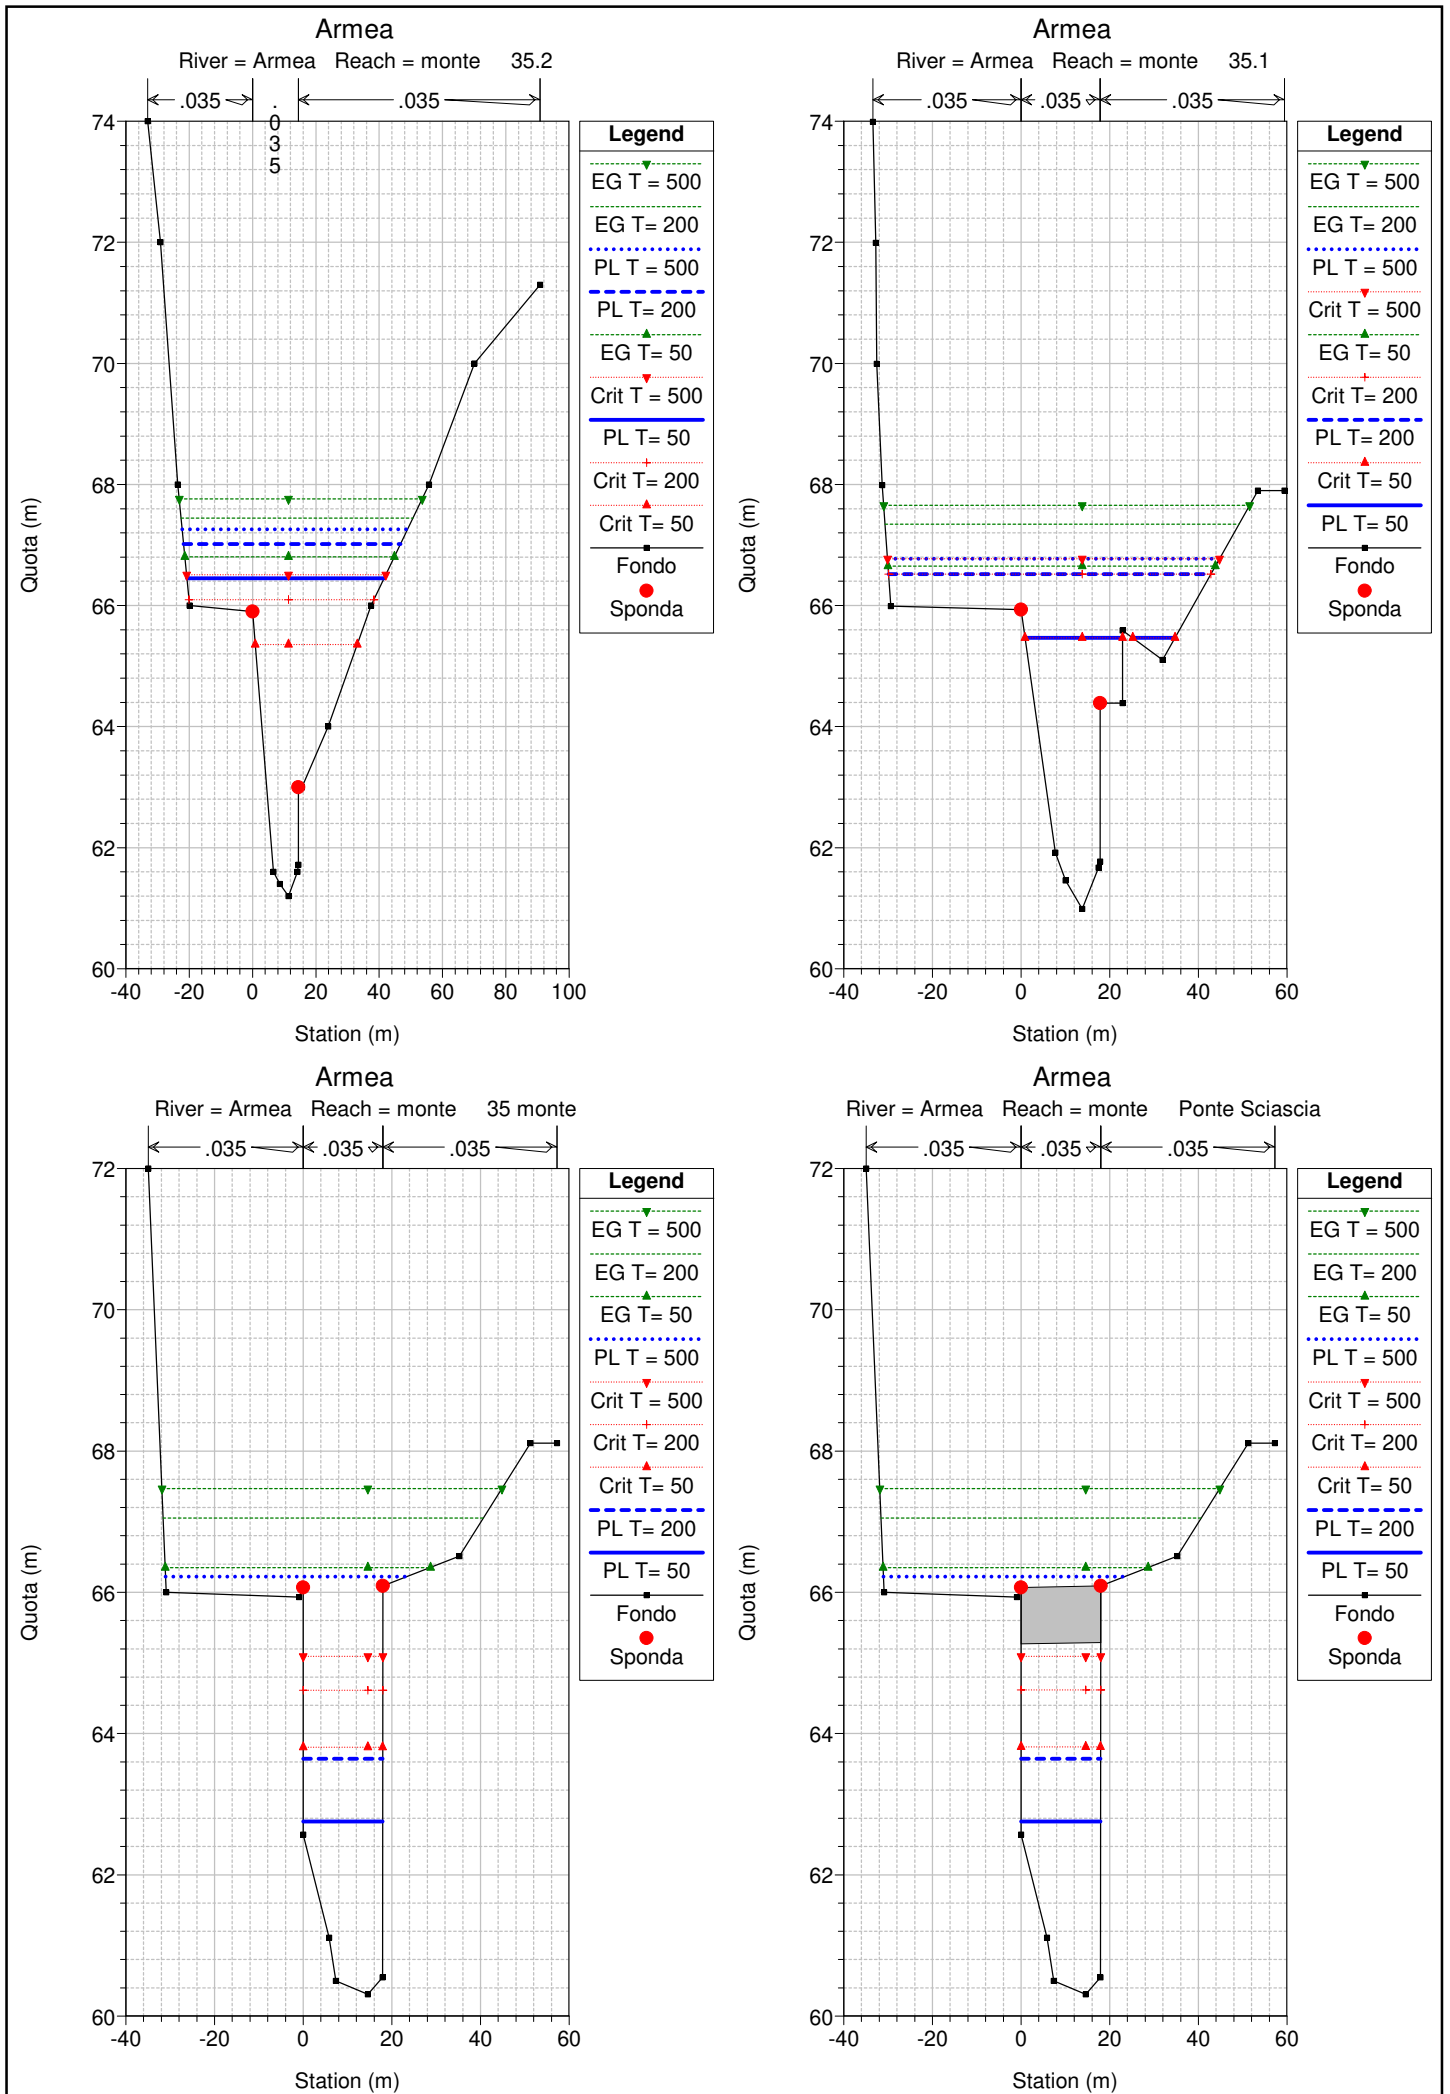 Armea
River = Armea Reach = monte 35.2
.035
.035
.035
74
72
70
68
66
64
62
60
-40 -20 0 20 40 60 80 100
Station (m)
Quota (m)
Legend
EG T = 500
EG T= 200
PL T = 500
PL T= 200
EG T= 50
Crit T = 500
PL T= 50
Crit T= 200
Crit T= 50
Fondo
Sponda
Armea
River = Armea Reach = monte 35.1
.035 .035 .035
74
72
70
68
66
64
62
60
-40 -20 0 20 40 60
Station (m)
Quota (m)
Legend
EG T = 500
EG T= 200
PL T = 500
Crit T = 500
EG T= 50
Crit T= 200
PL T= 200
Crit T= 50
PL T= 50
Fondo
Sponda
Armea
River = Armea Reach = monte 35 monte
.035 .035 .035
72
70
68
66
64
62
60
-40 -20 0 20 40 60
Station (m)
Quota (m)
Legend
EG T = 500
EG T= 200
EG T= 50
PL T = 500
Crit T = 500
Crit T= 200
Crit T= 50
PL T= 200
PL T= 50
Fondo
Sponda
Armea
River = Armea Reach = monte Ponte Sciascia
.035 .035 .035
72
70
68
66
64
62
60
-40 -20 0 20 40 60
Station (m)
Quota (m)
Legend
EG T = 500
EG T= 200
EG T= 50
PL T = 500
Crit T = 500
Crit T= 200
Crit T= 50
PL T= 200
PL T= 50
Fondo
Sponda